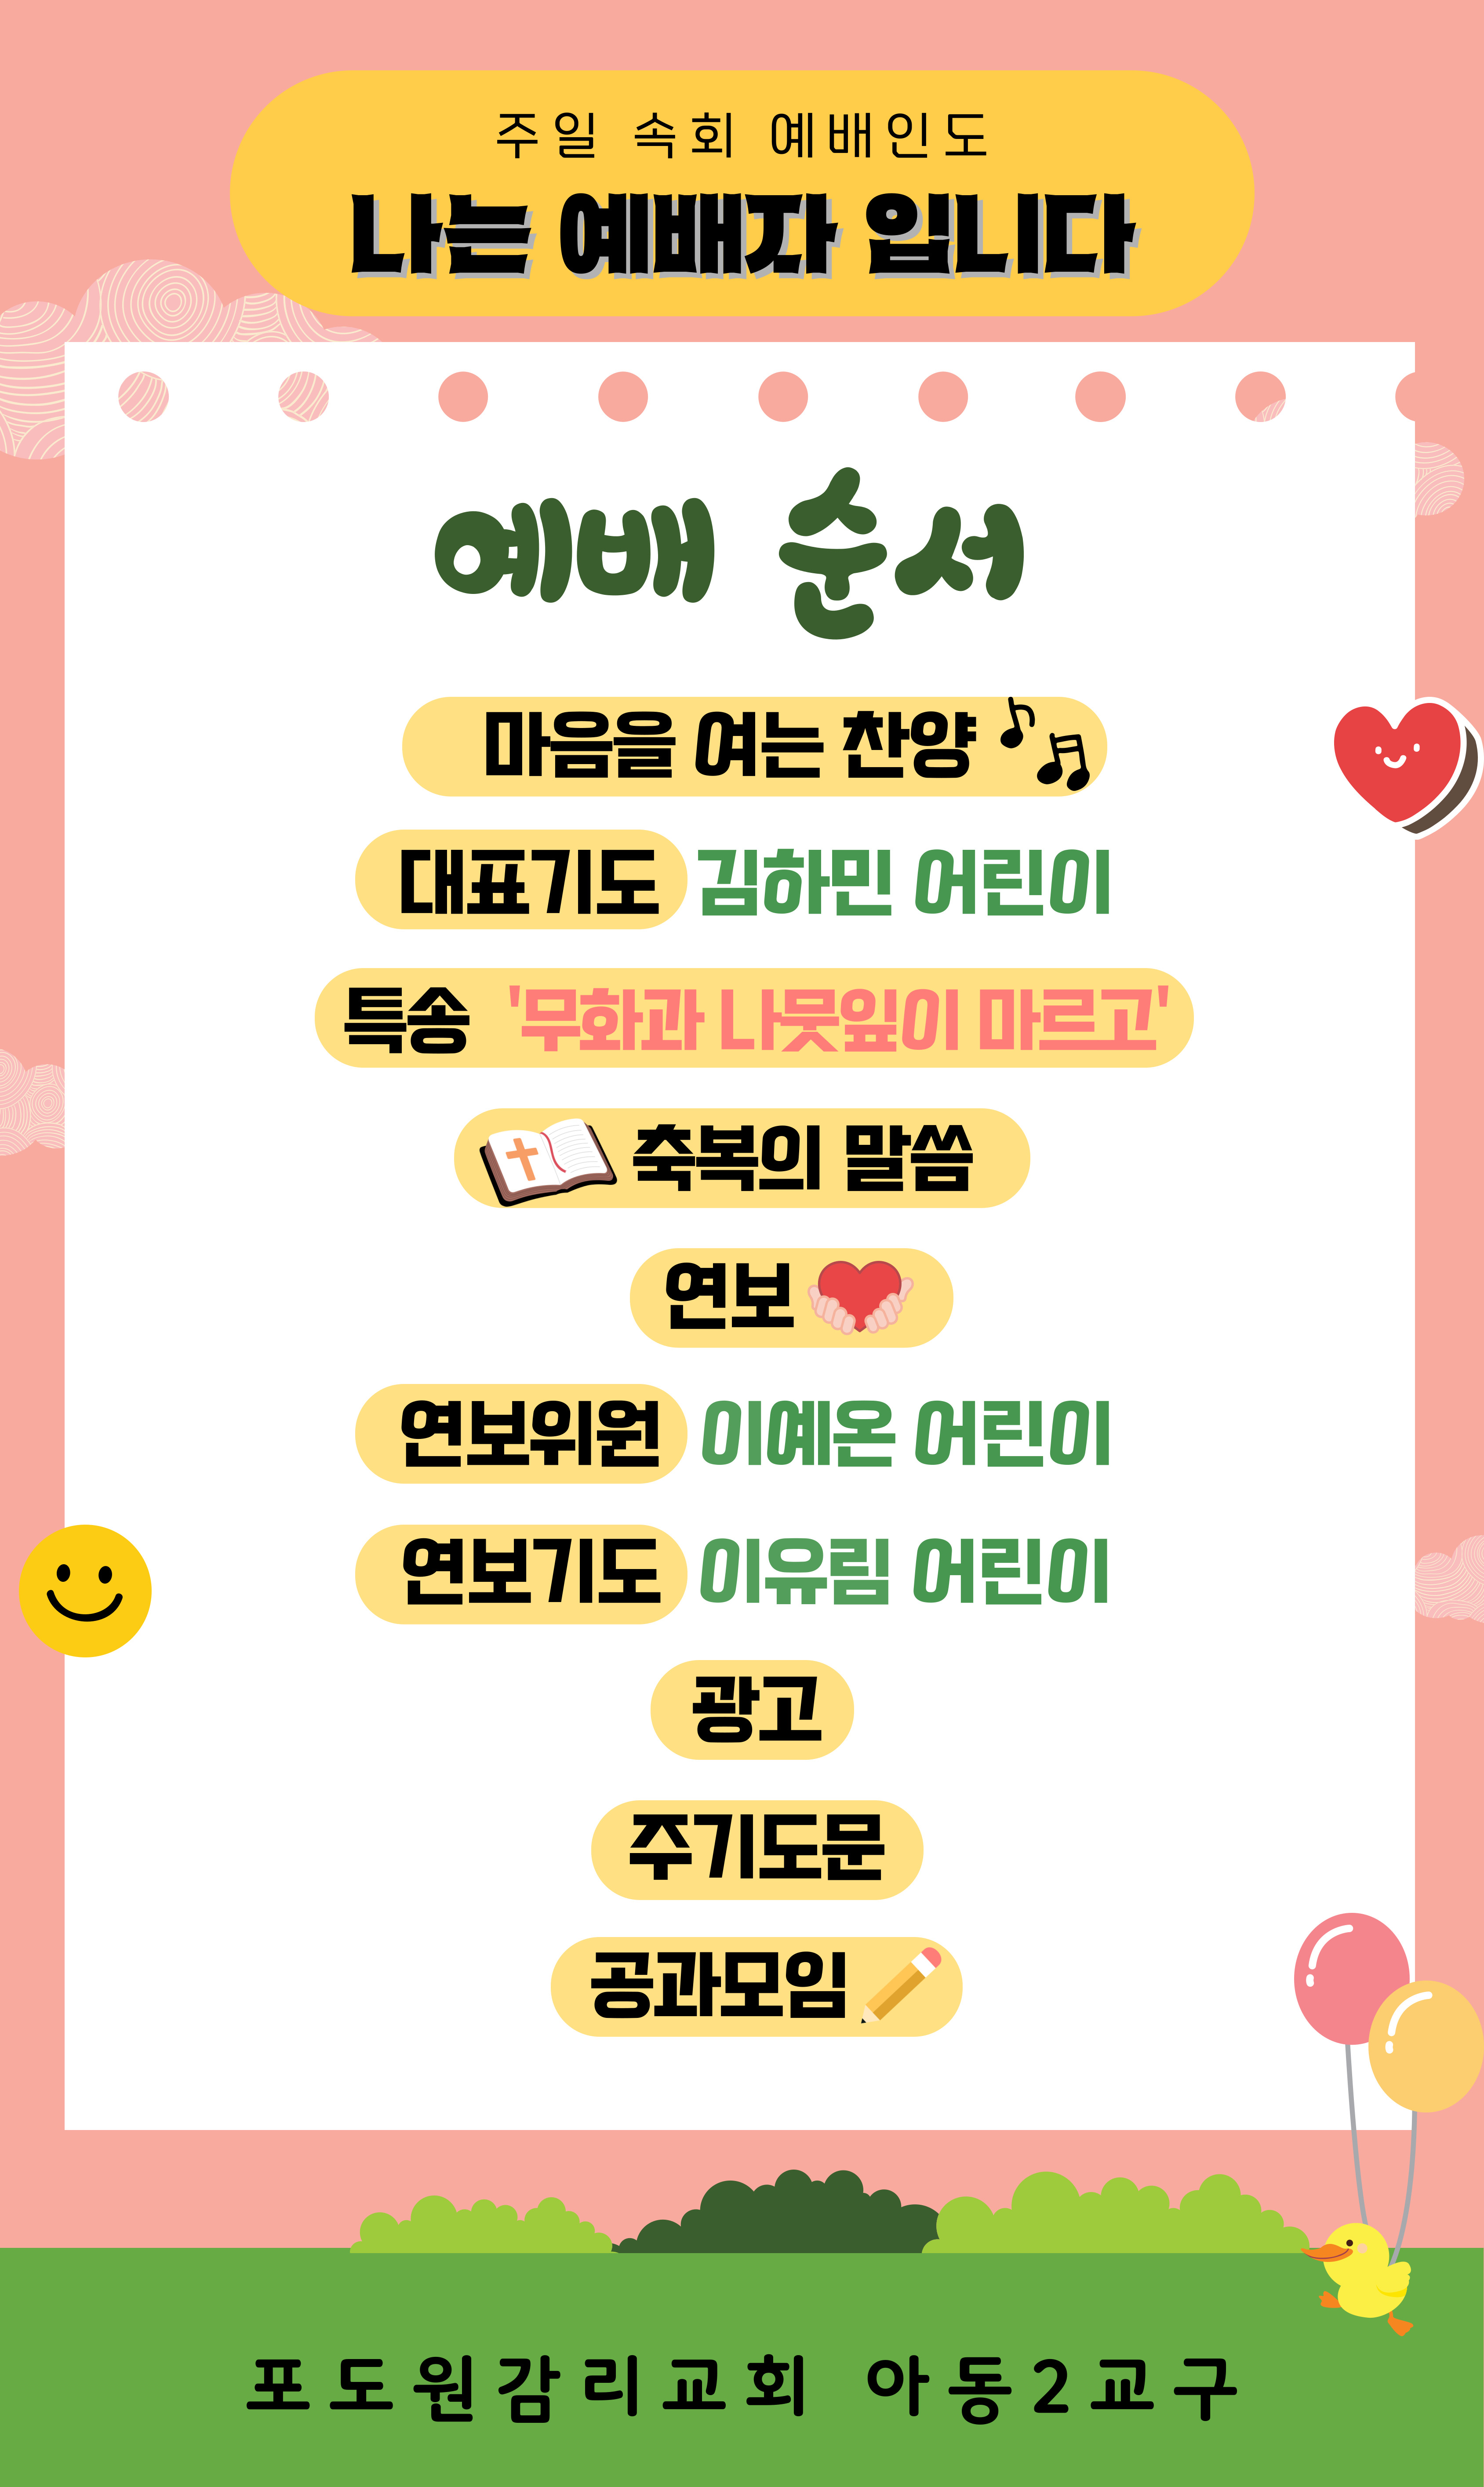 주일 속회 예배인도
나는 예배자 입니다
예배 순서
마음을 여는 찬양
대표기도 김하민 어린이
특송 '무화과 나뭇잎이 마르고'
축복의 말씀
연보
연보위원 이예온 어린이
연보기도 이유림 어린이
광고
주기도문
공과모임
포도원감리교회 아동2교구